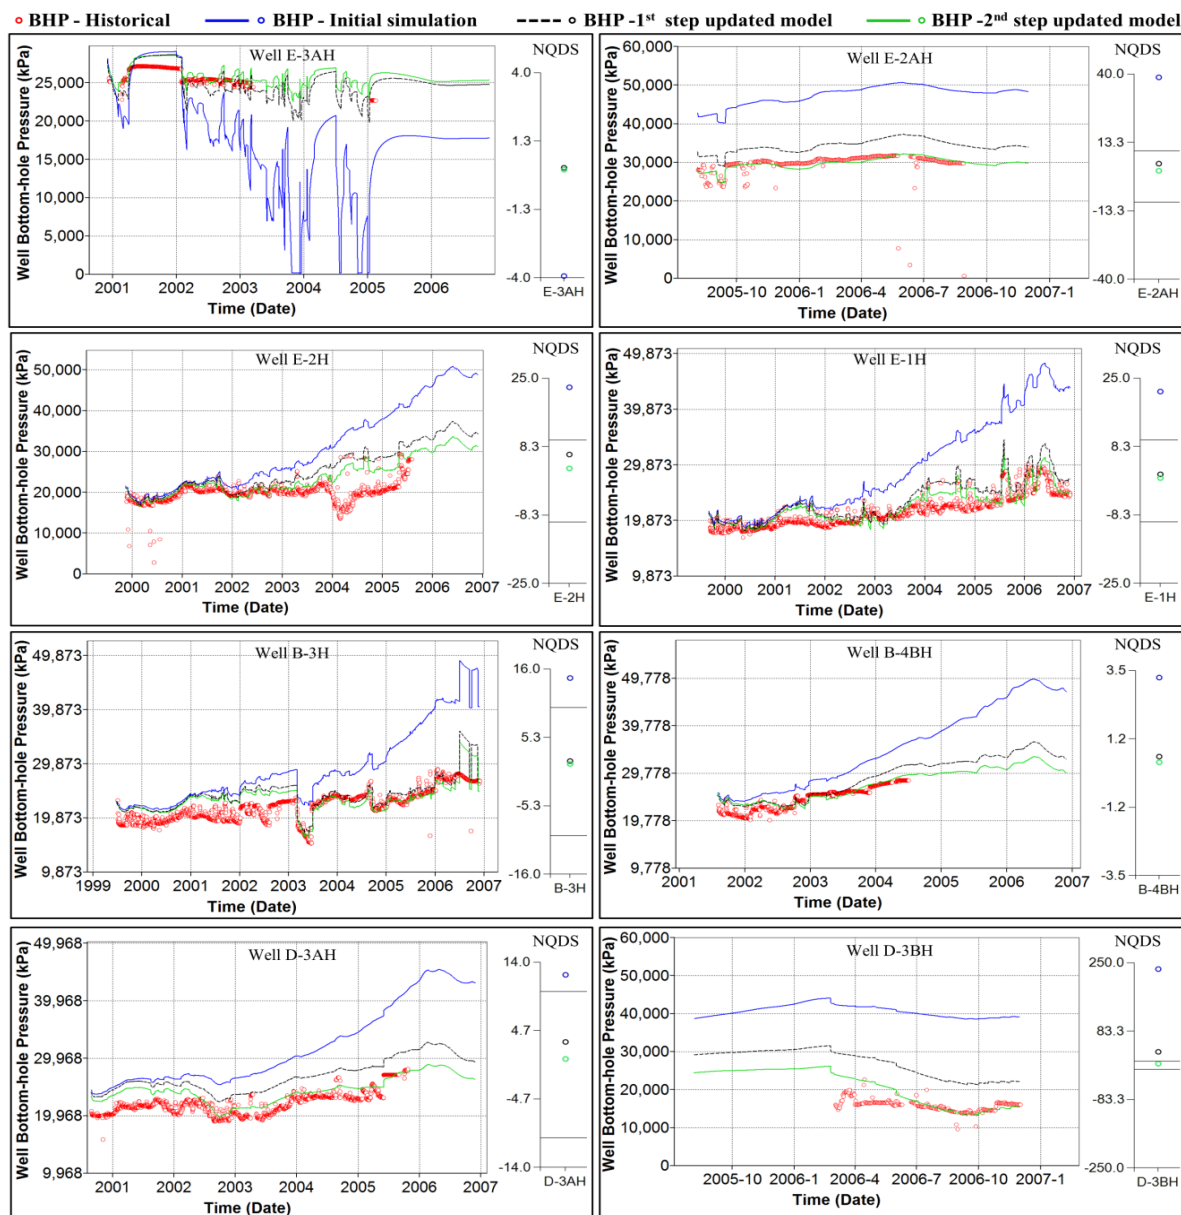 BHP - Historical BHP - Initial simulation BHP -1st step updated model BHP -2nd step updated model
Well E-3AH
NQDS
Well Bottom-hole Pressure (kPa)
25,000
20,000
15,000
10,000
5,000
0
2001 2002 2003 2004 2005 2006
Time (Date)
4.0
1.3
-1.3
-4.0
E-3AH
Well E-2AH
NQDS
Well Bottom-hole Pressure (kPa)
60,000
50,000
40,000
30,000
20,000
10,000
0
2005-10 2006-1 2006-4 2006-7 2006-10 2007-1
Time (Date)
40.0
13.3
-13.3
-40.0
E-2AH
Well E-2H
NQDS
Well Bottom-hole Pressure (kPa)
50,000
40,000
30,000
20,000
10,000
0
2000 2001 2002 2003 2004 2005 2006 2007
Time (Date)
25.0
8.3
-8.3
-25.0
E-2H
Well E-1H
NQDS
Well Bottom-hole Pressure (kPa)
49,873
39,873
29,873
19,873
9,873
2000 2001 2002 2003 2004 2005 2006 2007
Time (Date)
25.0
8.3
-8.3
-25.0
E-1H
Well B-3H
NQDS
Well Bottom-hole Pressure (kPa)
49,873
39,873
29,873
19,873
9,873
1999 2000 2001 2002 2003 2004 2005 2006 2007
Time (Date)
16.0
5.3
-5.3
-16.0
B-3H
Well B-4BH
NQDS
Well Bottom-hole Pressure (kPa)
49,778
39,778
29,778
19,778
9,778
2001 2002 2003 2004 2005 2006 2007
Time (Date)
3.5
1.2
-1.2
-3.5
B-4BH
Well D-3AH
NQDS
Well Bottom-hole Pressure (kPa)
49,968
39,968
29,968
19,968
9,968
2001 2002 2003 2004 2005 2006 2007
Time (Date)
14.0
4.7
-4.7
-14.0
D-3AH
Well D-3BH
NQDS
Well Bottom-hole Pressure (kPa)
60,000
50,000
40,000
30,000
20,000
10,000
0
2005-10 2006-1 2006-4 2006-7 2006-10 2007-1
Time (Date)
250.0
83.3
-83.3
-250.0
D-3BH